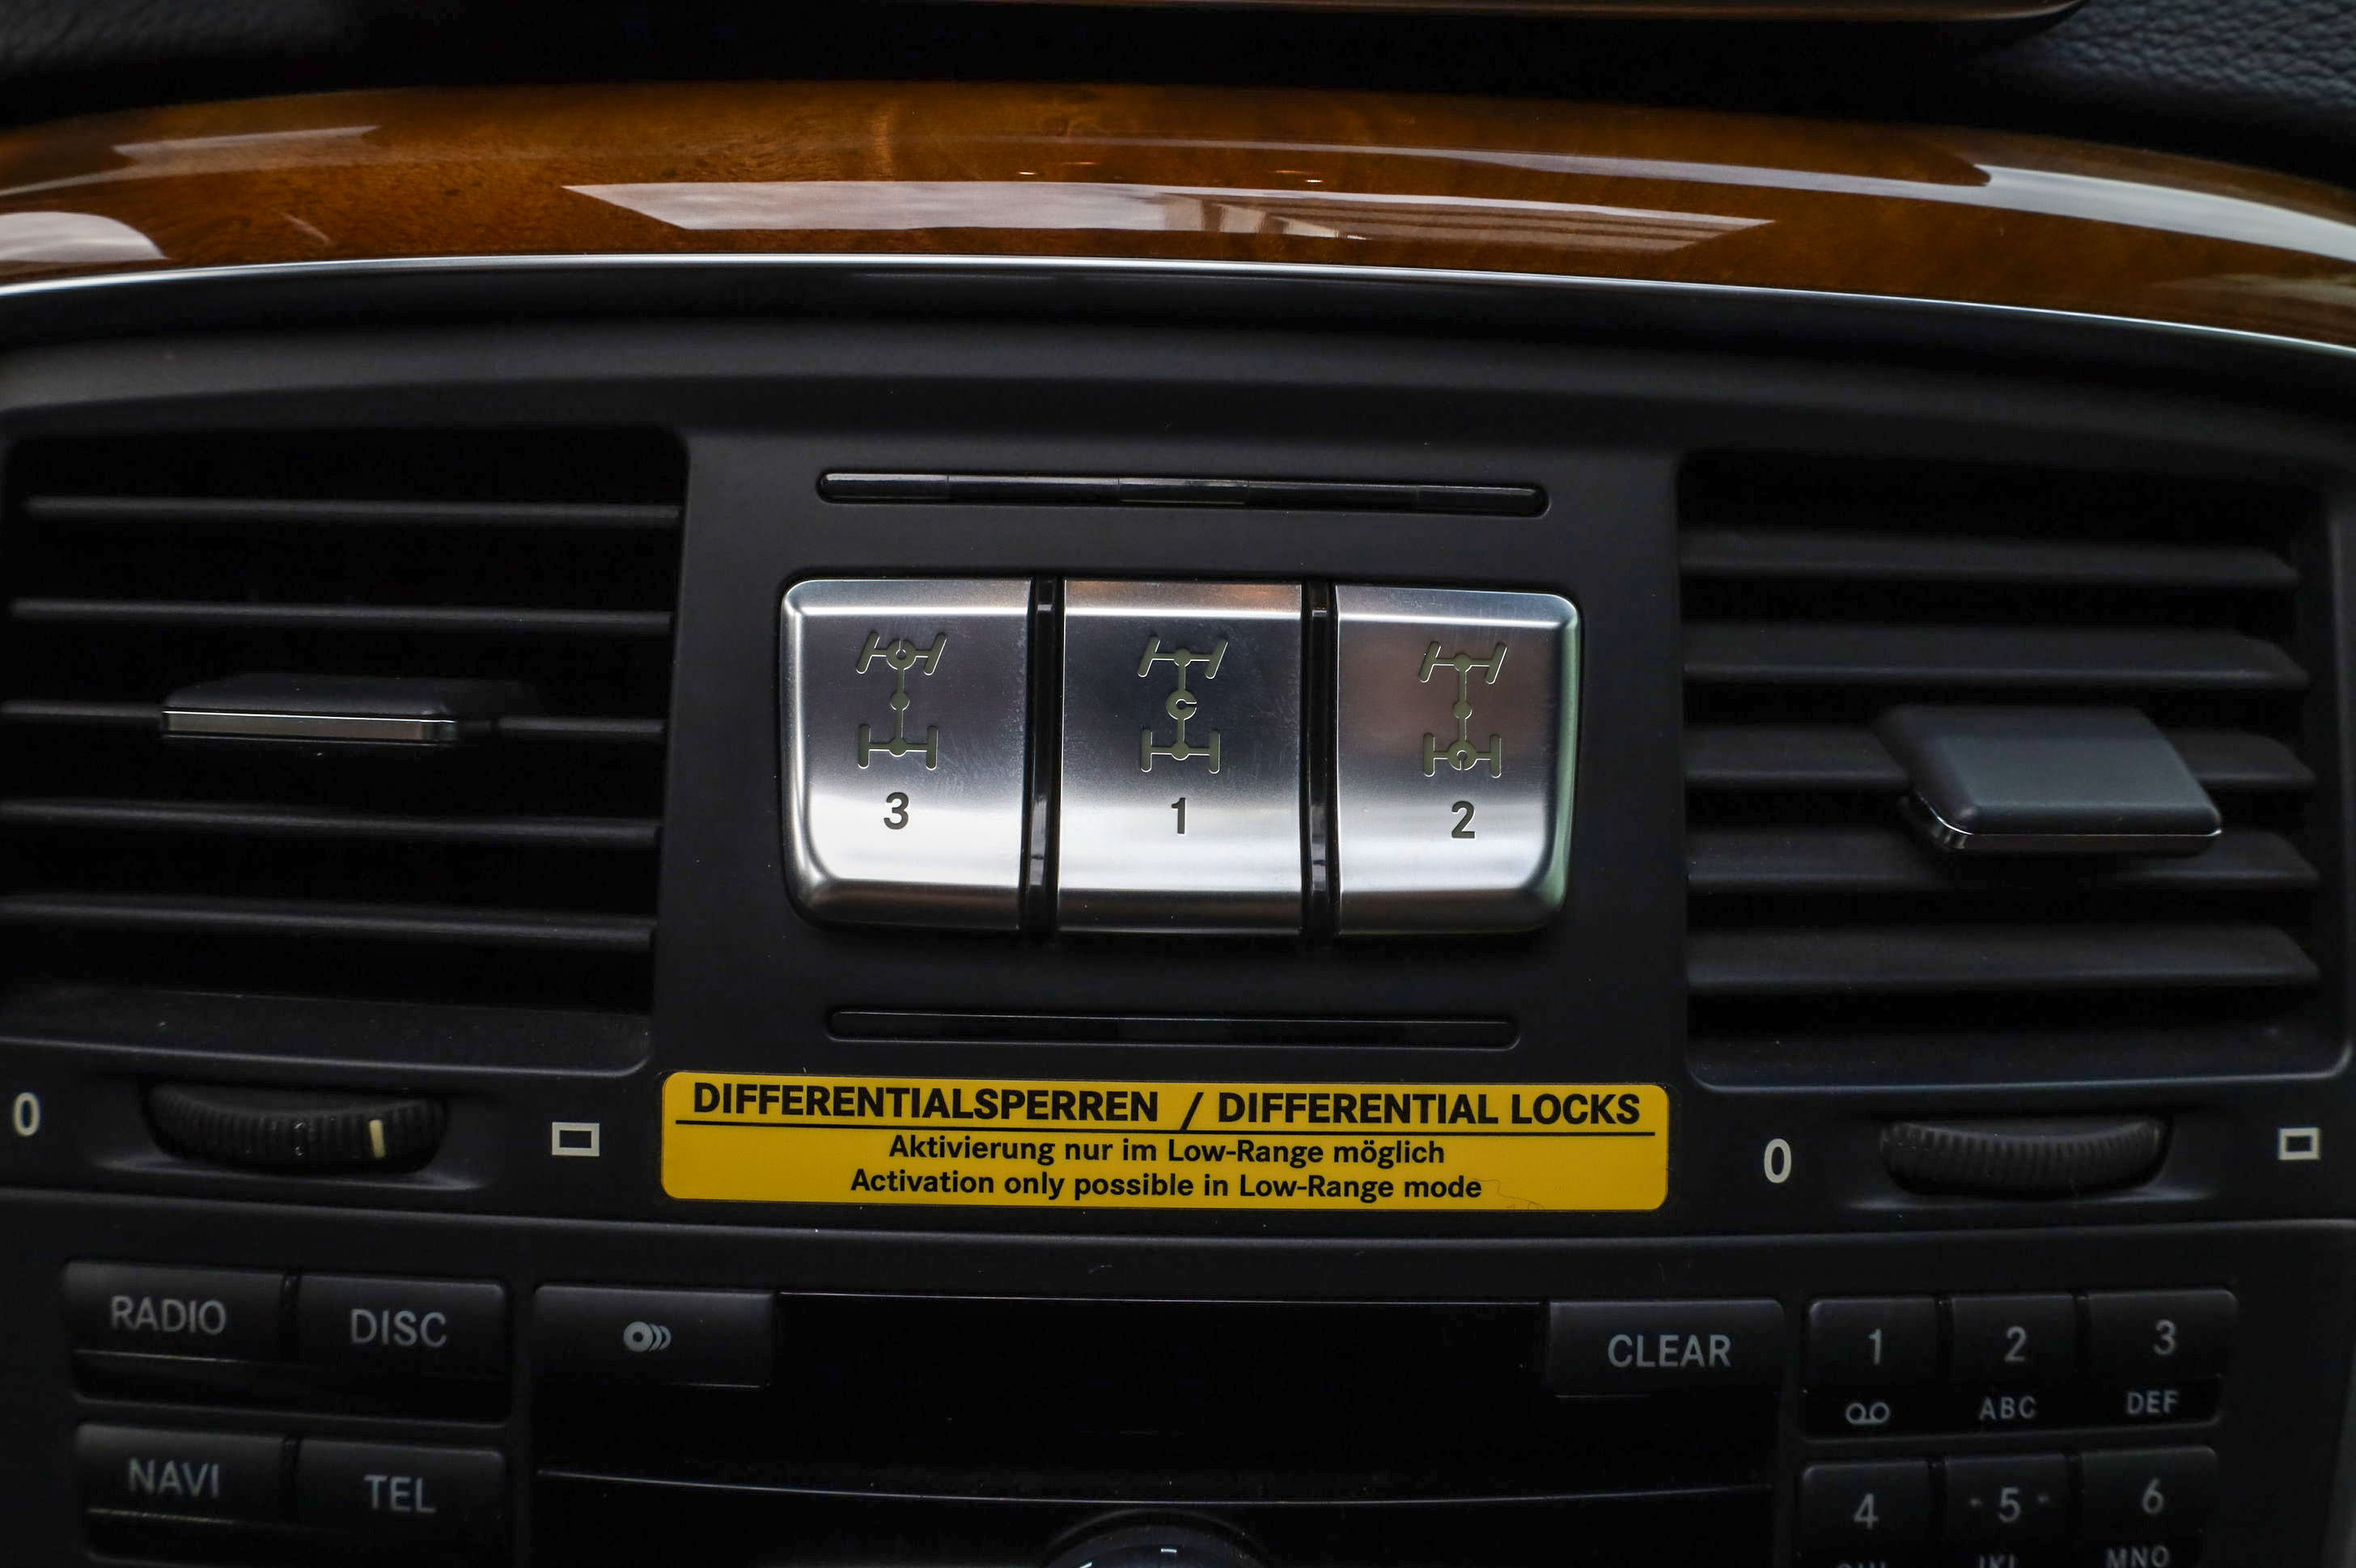 3 1 2
DIFFERENTIALSPERREN / DIFFERENTIAL LOCKS
Aktivierung nur im Low-Range möglich
Activation only possible in Low-Range mode
0 0
RADIO DISC CLEAR 1 2 3
ABC DEF
NAVI TEL 4 5 6
MNO